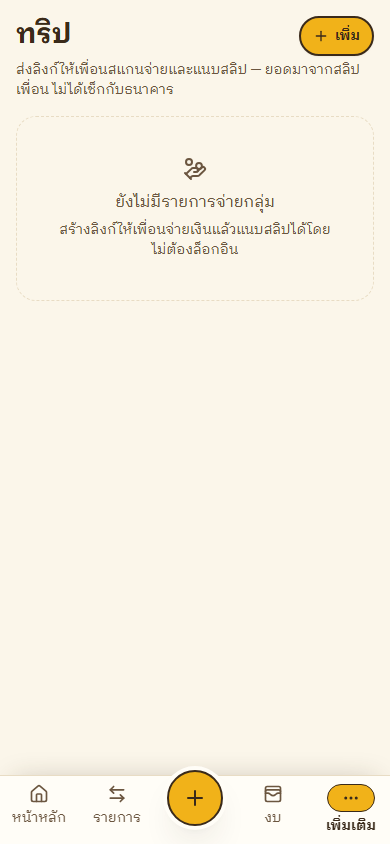 ทริป
เพิ่ม
ส่งลิงก์ให้เพื่อนสแกนจ่ายและแนบสลิป — ยอดมาจากสลิป
เพื่อน ไม่ได้เช็กกับธนาคาร
ยังไม่มีรายการจ่ายกลุ่ม
สร้างลิงก์ให้เพื่อนจ่ายเงินแล้วแนบสลิปได้โดย
ไม่ต้องล็อกอิน
หน้าหลัก
รายการ
งบ
เพิ่มเติม